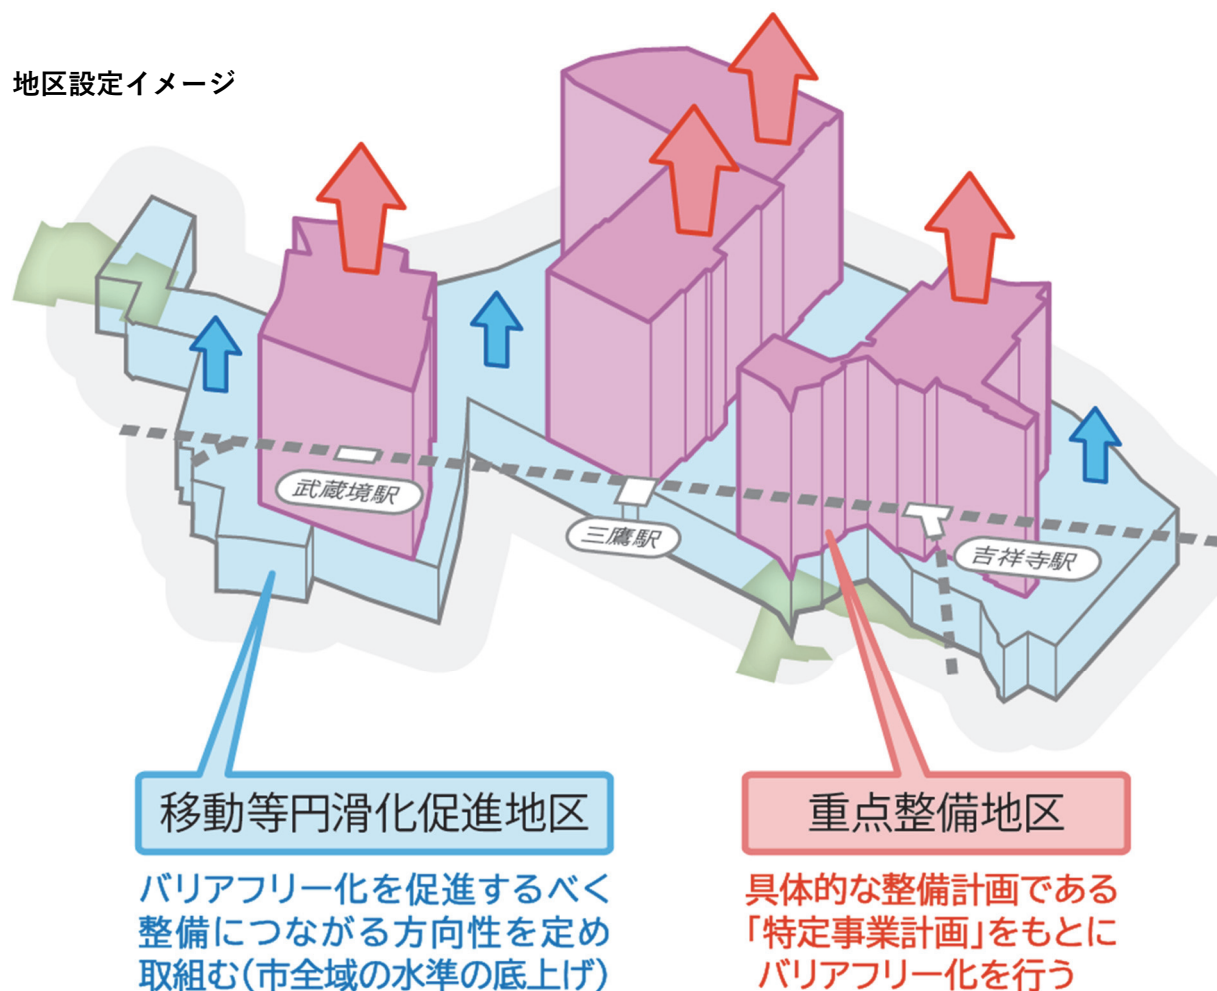 地区設定イメージ
武蔵境駅
三鷹駅
吉祥寺駅
移動等円滑化促進地区
バリアフリー化を促進するべく
整備につながる方向性を定め
取組む(市全域の水準の底上げ)
重点整備地区
具体的な整備計画である
「特定事業計画」をもとに
バリアフリー化を行う